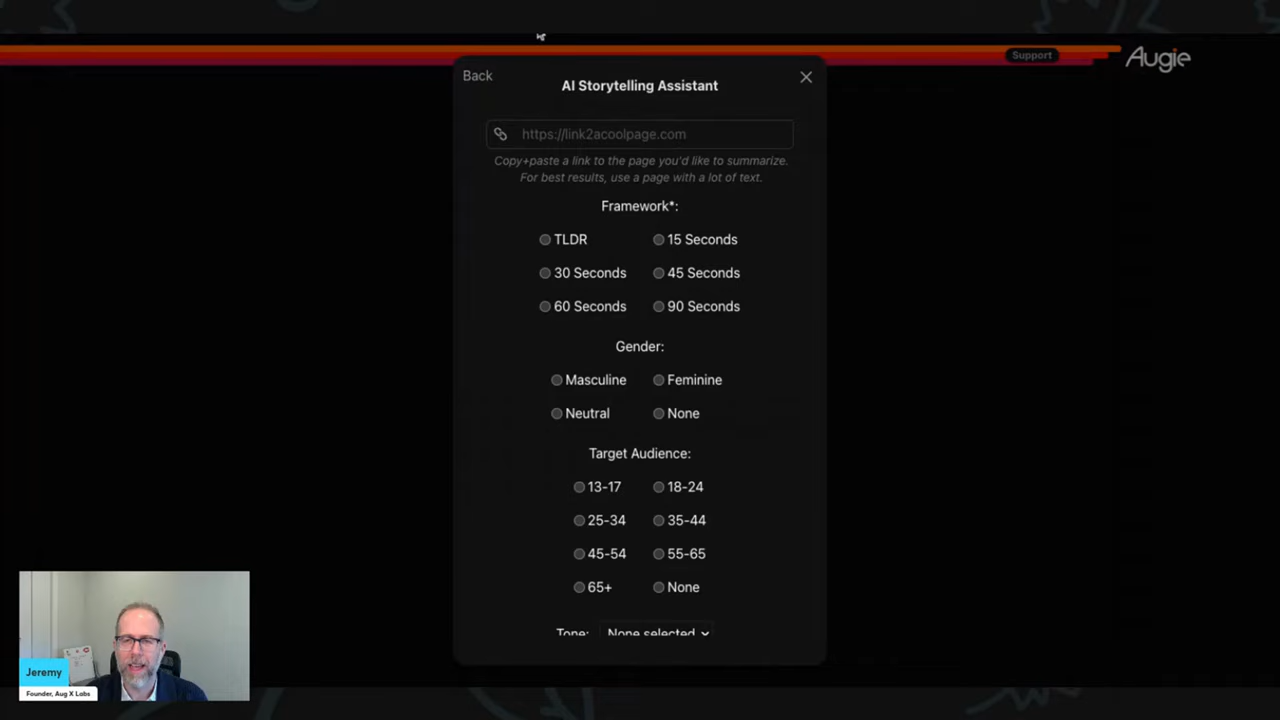 Support
Augie
Back
AI Storytelling Assistant
https://link2acoolpage.com
Copy+paste a link to the page you'd like to summarize.
For best results, use a page with a lot of text.
Framework*:
TLDR 15 Seconds
30 Seconds 45 Seconds
60 Seconds 90 Seconds
Gender:
Masculine Feminine
Neutral None
Target Audience:
13-17 18-24
25-34 35-44
45-54 55-65
65+ None
Tone: None selected
Jeremy
Founder, Aug X Labs